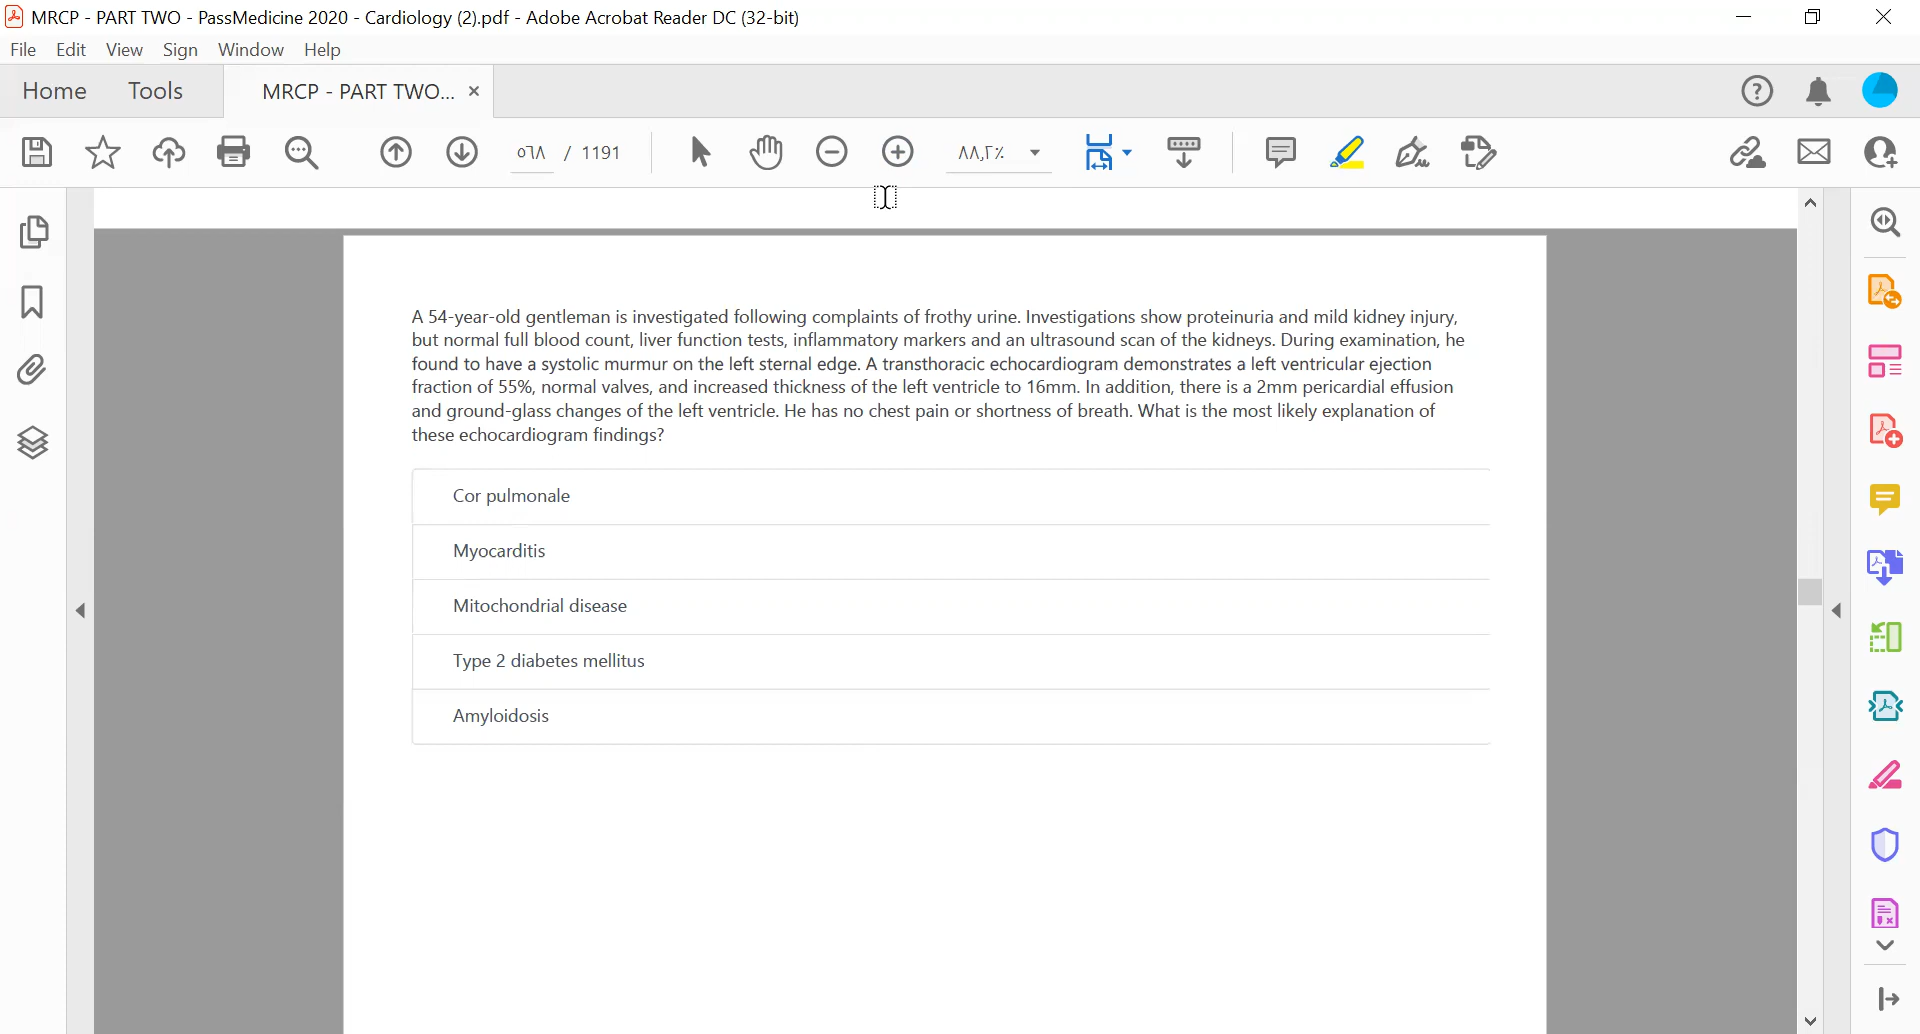 MRCP - PART TWO - PassMedicine 2020 - Cardiology (2).pdf - Adobe Acrobat Reader DC (32-bit)
File Edit View Sign Window Help
Home Tools MRCP - PART TWO...
٥٦٨ / 1191 ٨٨,٢٪
A 54-year-old gentleman is investigated following complaints of frothy urine. Investigations show proteinuria and mild kidney injury,
but normal full blood count, liver function tests, inflammatory markers and an ultrasound scan of the kidneys. During examination, he
found to have a systolic murmur on the left sternal edge. A transthoracic echocardiogram demonstrates a left ventricular ejection
fraction of 55%, normal valves, and increased thickness of the left ventricle to 16mm. In addition, there is a 2mm pericardial effusion
and ground-glass changes of the left ventricle. He has no chest pain or shortness of breath. What is the most likely explanation of
these echocardiogram findings?
Cor pulmonale
Myocarditis
Mitochondrial disease
Type 2 diabetes mellitus
Amyloidosis